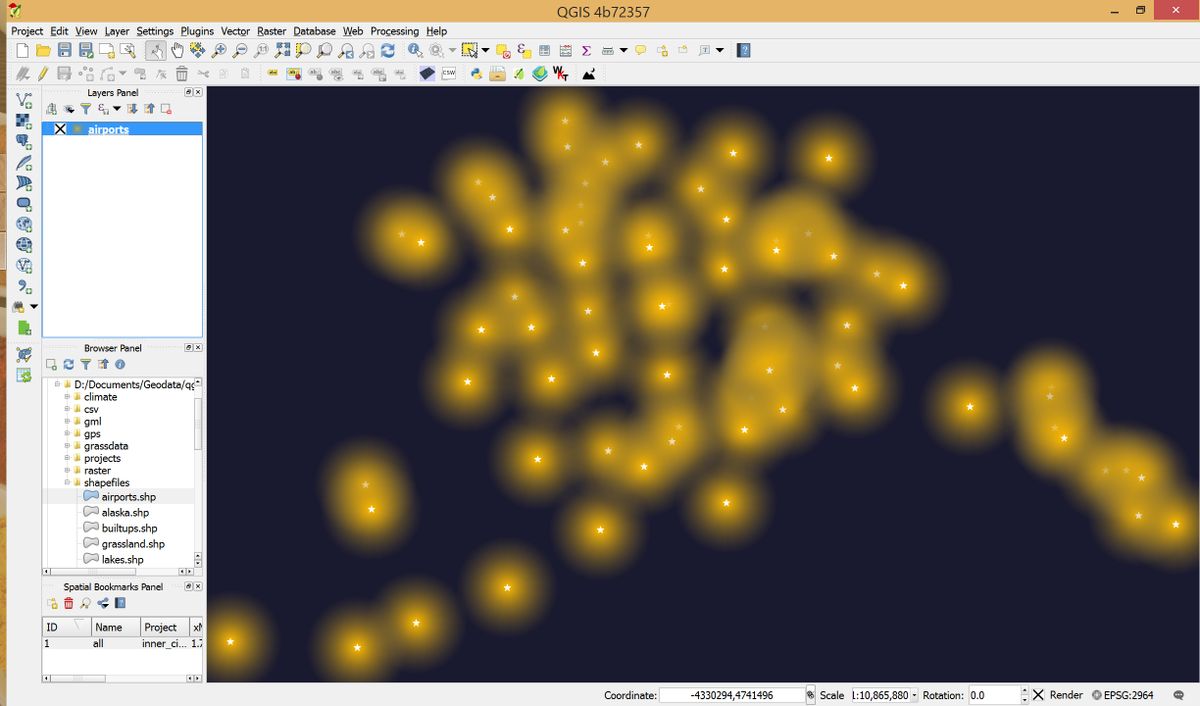 QGIS 4b72357
Project Edit View Layer Settings Plugins Vector Raster Database Web Processing Help
CSW
Layers Panel
airports
Browser Panel
D:/Documents/Geodata/qg
climate
csv
gml
gps
grassdata
projects
raster
shapefiles
airports.shp
alaska.shp
builtups.shp
grassland.shp
lakes.shp
Spatial Bookmarks Panel
ID Name Project xM
1 all inner_ci... 1.7
Coordinate: -4330294,4741496 Scale 1:10,865,880 Rotation: 0.0 Render EPSG:2964